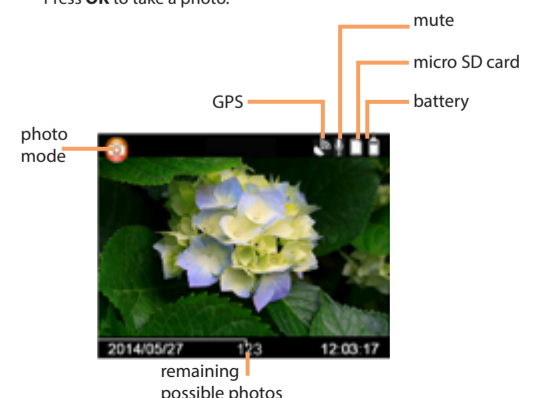 Press OK to take a photo.
mute
micro SD card
GPS
battery
photo
mode
2014/05/27 123 12:03:17
remaining
possible photos